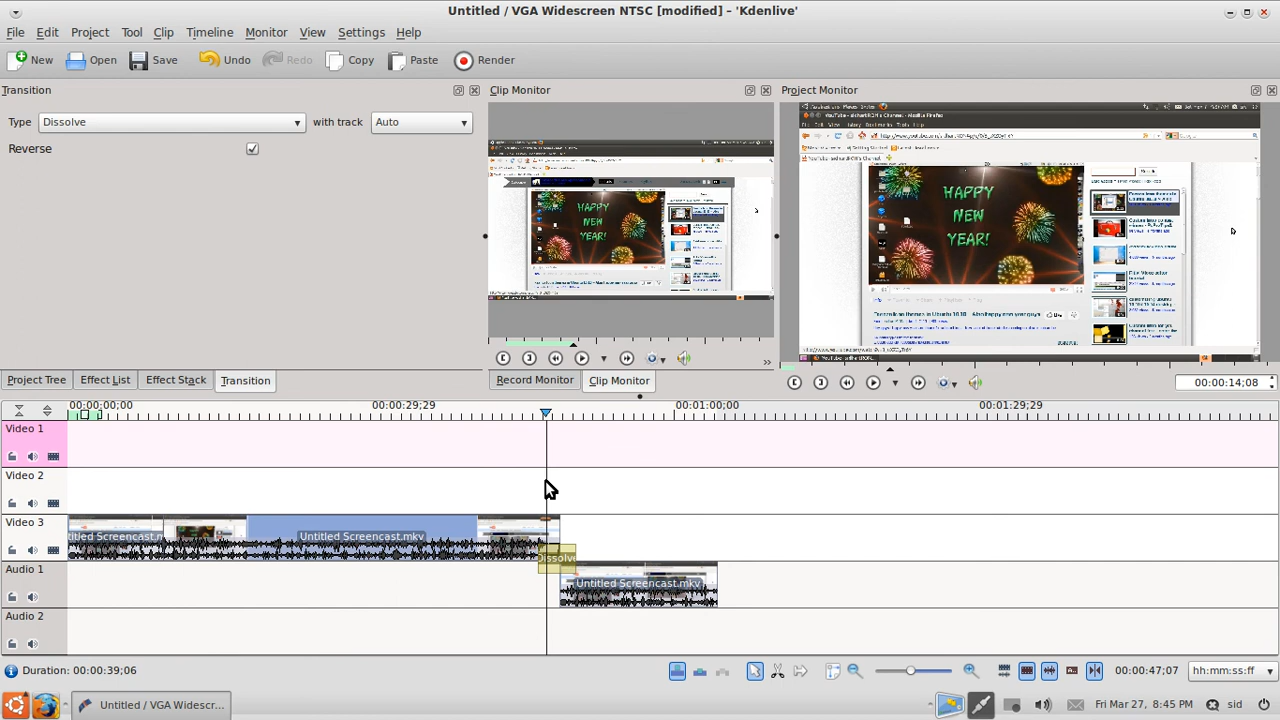 Untitled / VGA Widescreen NTSC [modified] – 'Kdenlive'
File Edit Project Tool Clip Timeline Monitor View Settings Help
New Open Save Undo Redo Copy Paste Render
Transition Clip Monitor Project Monitor
Type Dissolve with track Auto
Reverse
HAPPY
NEW
YEAR!
HAPPY
NEW
YEAR!
Project Tree Effect List Effect Stack Transition
Record Monitor Clip Monitor
00:00:14;08
00:00:00;00 00:00:29;29 00:01:00;00 00:01:29;29
Video 1
Video 2
Video 3
titled Screencast.m Untitled Screencast.mkv
Dissolve
Audio 1
Untitled Screencast.mkv
Audio 2
Duration: 00:00:39;06
00:00:47;07 hh:mm:ss:ff
Untitled / VGA Widescr...
Fri Mar 27, 8:45 PM sid